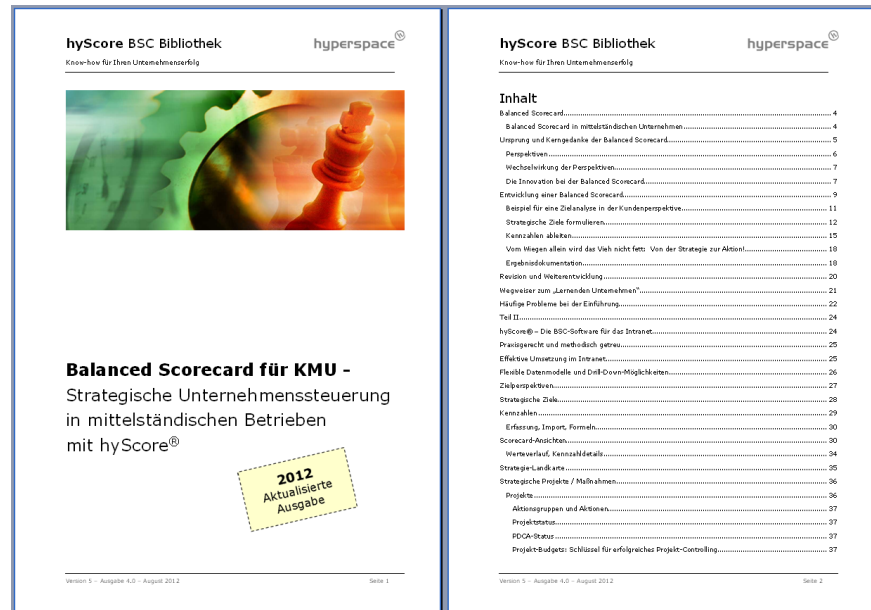 hyScore BSC Bibliothek
hyperspace h
Know-how für Ihren Unternehmenserfolg
Balanced Scorecard für KMU -
Strategische Unternehmenssteuerung
in mittelständischen Betrieben
mit hyScore®
2012
Aktualisierte
Ausgabe
Version 5 – Ausgabe 4.0 – August 2012 Seite 1
hyScore BSC Bibliothek
hyperspace h
Know-how für Ihren Unternehmenserfolg
Inhalt
Balanced Scorecard 4
Balanced Scorecard in mittelständischen Unternehmen 4
Ursprung und Kerngedanke der Balanced Scorecard 5
Perspektiven 6
Wechselwirkung der Perspektiven 7
Die Innovation bei der Balanced Scorecard 7
Entwicklung einer Balanced Scorecard 9
Beispiel für eine Zielanalyse in der Kundenperspektive 11
Strategische Ziele formulieren 12
Kennzahlen ableiten 15
Vom Wiegen allein wird das Vieh nicht fett: Von der Strategie zur Aktion! 18
Ergebnisdokumentation 18
Revision und Weiterentwicklung 20
Wegweiser zum „Lernenden Unternehmen" 21
Häufige Probleme bei der Einführung 22
Teil II 24
hyScore® – Die BSC-Software für das Intranet 24
Praxisgerecht und methodisch getreu 25
Effektive Umsetzung im Intranet 25
Flexible Datenmodelle und Drill-Down-Möglichkeiten 26
Zielperspektiven 27
Strategische Ziele 28
Kennzahlen 29
Erfassung, Import, Formeln 30
Scorecard-Ansichten 30
Werteverlauf, Kennzahldetails 34
Strategie-Landkarte 35
Strategische Projekte / Maßnahmen 36
Projekte 36
Aktionsgruppen und Aktionen 37
Projektstatus 37
PDCA-Status 37
Projekt-Budgets: Schlüssel für erfolgreiches Projekt-Controlling 37
Version 5 – Ausgabe 4.0 – August 2012 Seite 2